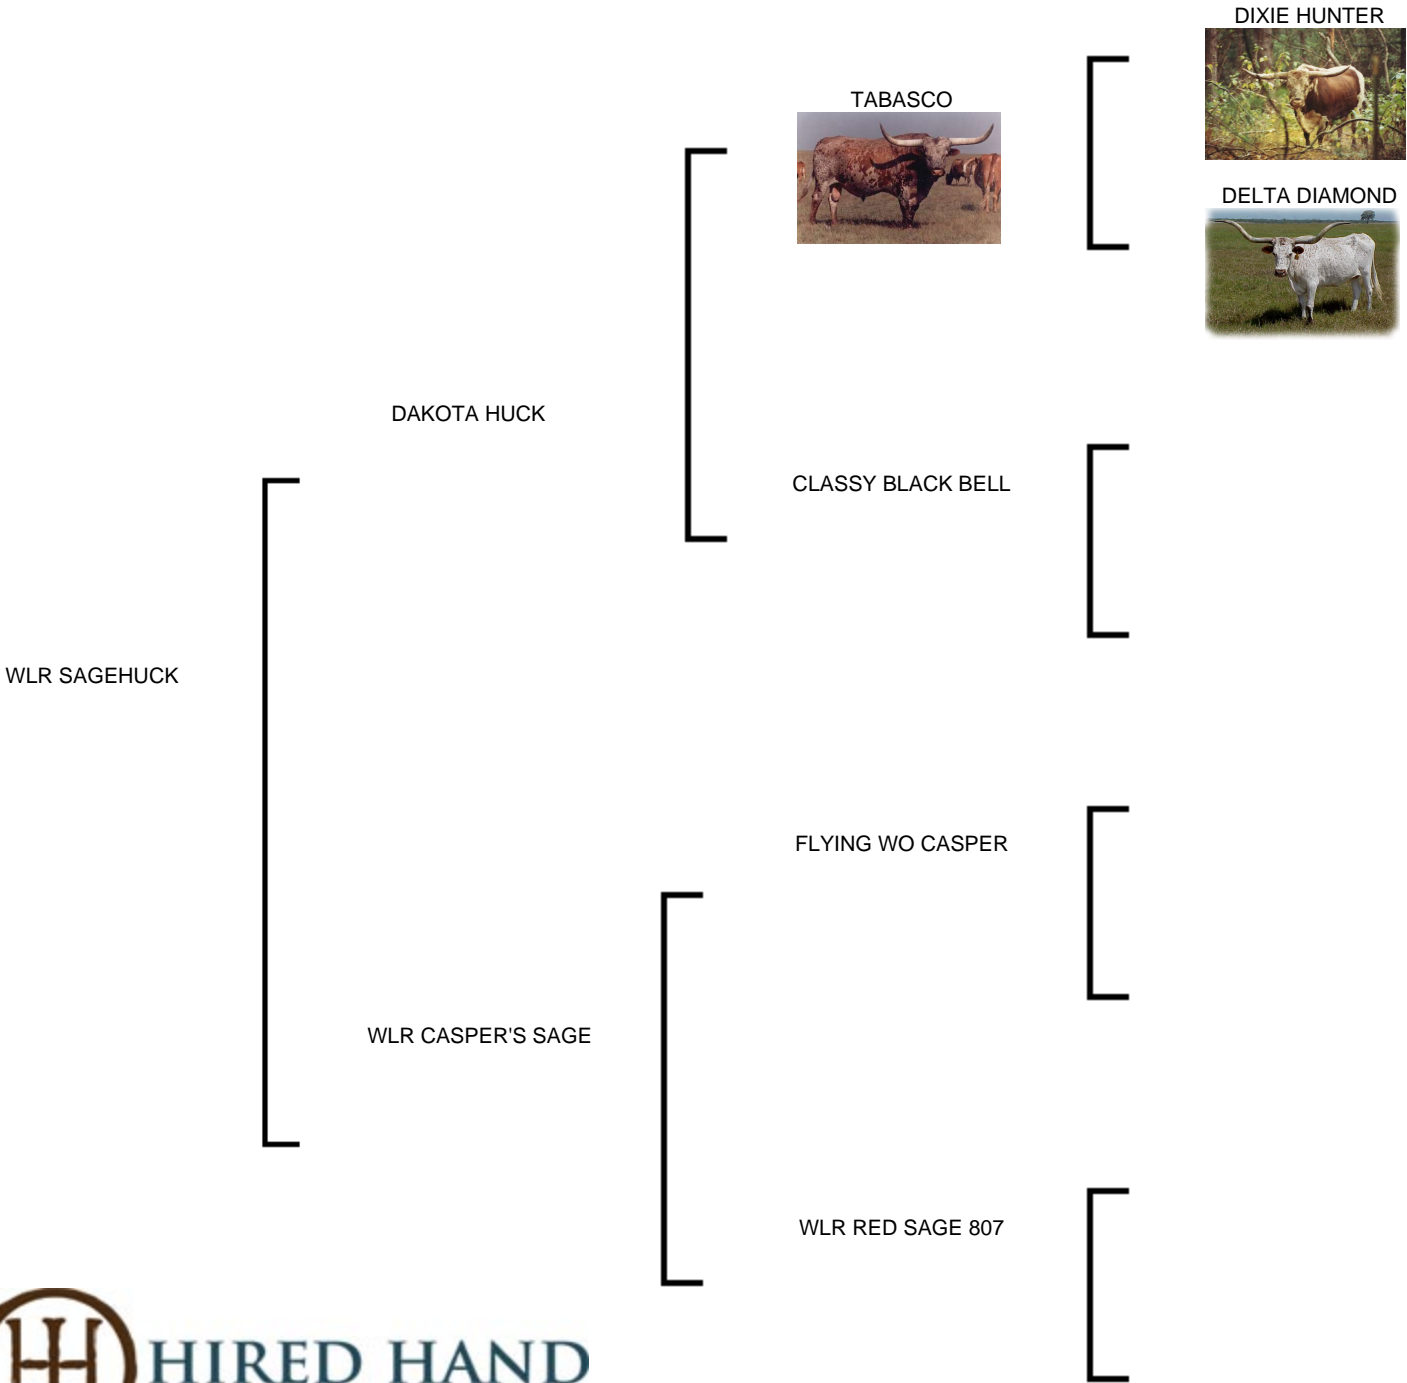 DIXIE HUNTER
TABASCO
DELTA DIAMOND
DAKOTA HUCK
CLASSY BLACK BELL
WLR SAGEHUCK
FLYING WO CASPER
WLR CASPER'S SAGE
WLR RED SAGE 807
HIRED HAND